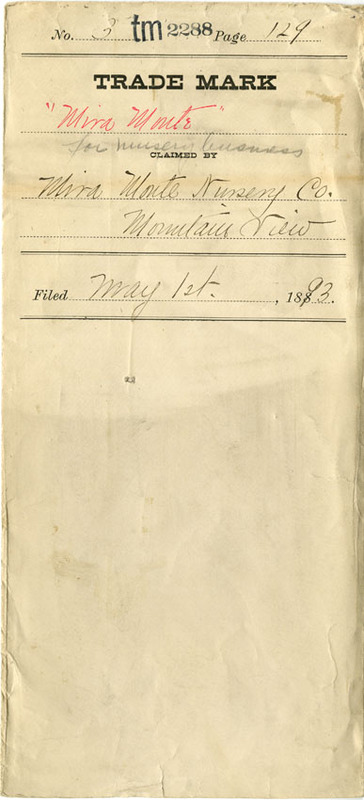 No. 3 tm 2288 Page 129
TRADE MARK
"Mira Monte"
for nursery business
CLAIMED BY
Mira Monte Nursery Co.
Mountain View
Filed May 1st. , 1893.